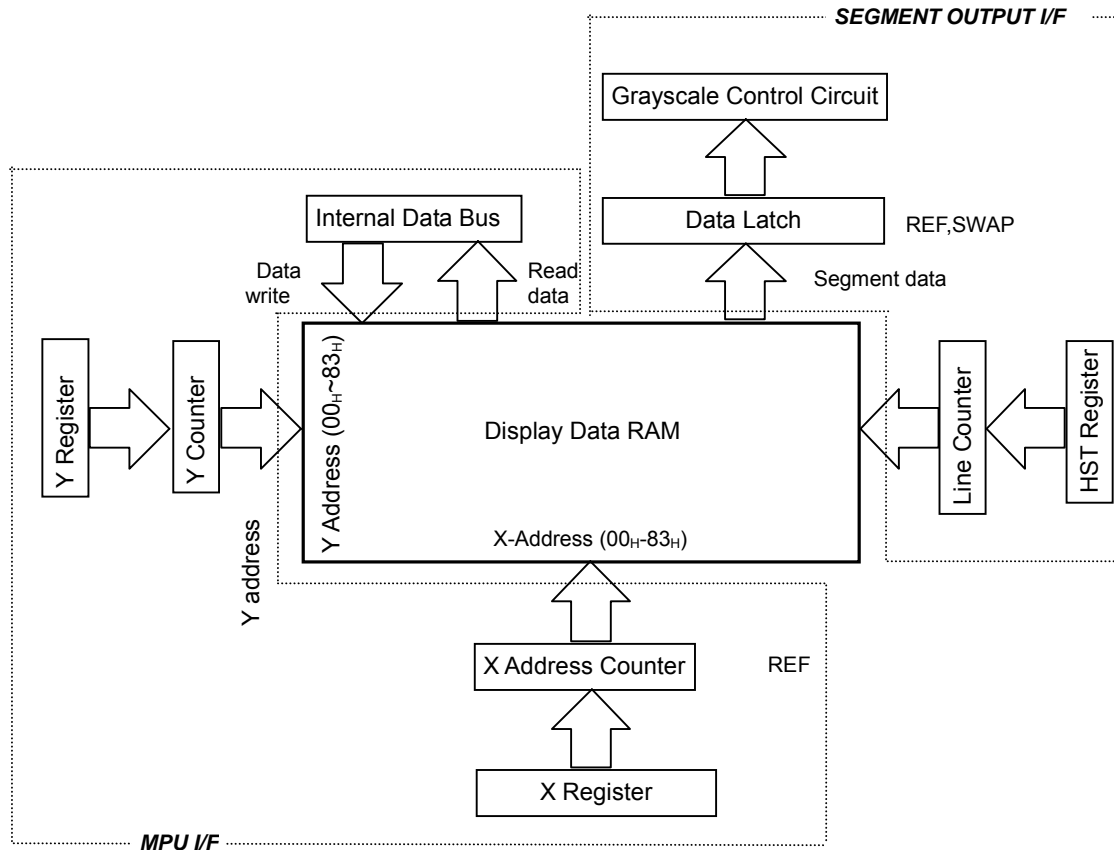 SEGMENT OUTPUT I/F
Grayscale Control Circuit
Internal Data Bus
Data Latch
REF,SWAP
Data
write
Read
data
Segment data
Y Register
Y Counter
Y Address (00H~83H)
Display Data RAM
Line Counter
HST Register
X-Address (00H-83H)
Y address
X Address Counter
REF
X Register
MPU I/F